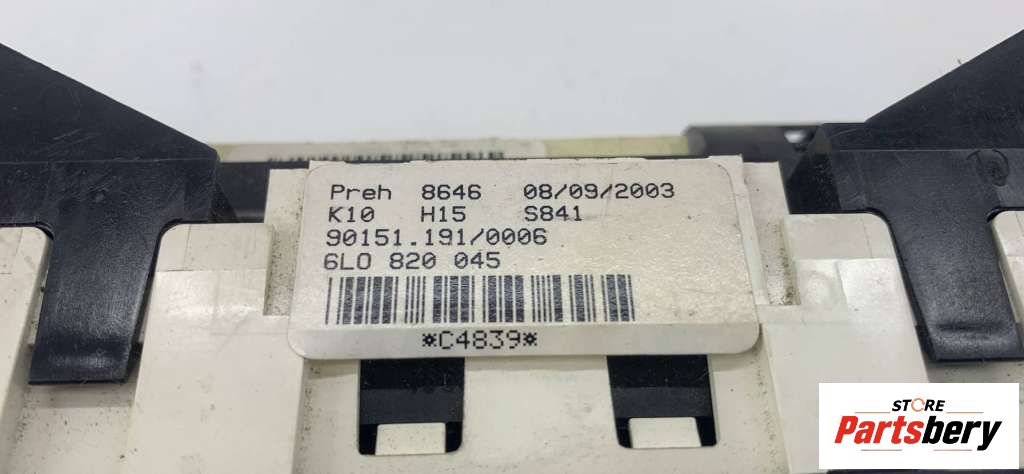 Preh 8646 08/09/2003
K10 H15 S841
90151.191/0006
6L0 820 045
*C4839*
STORE
Partsbery